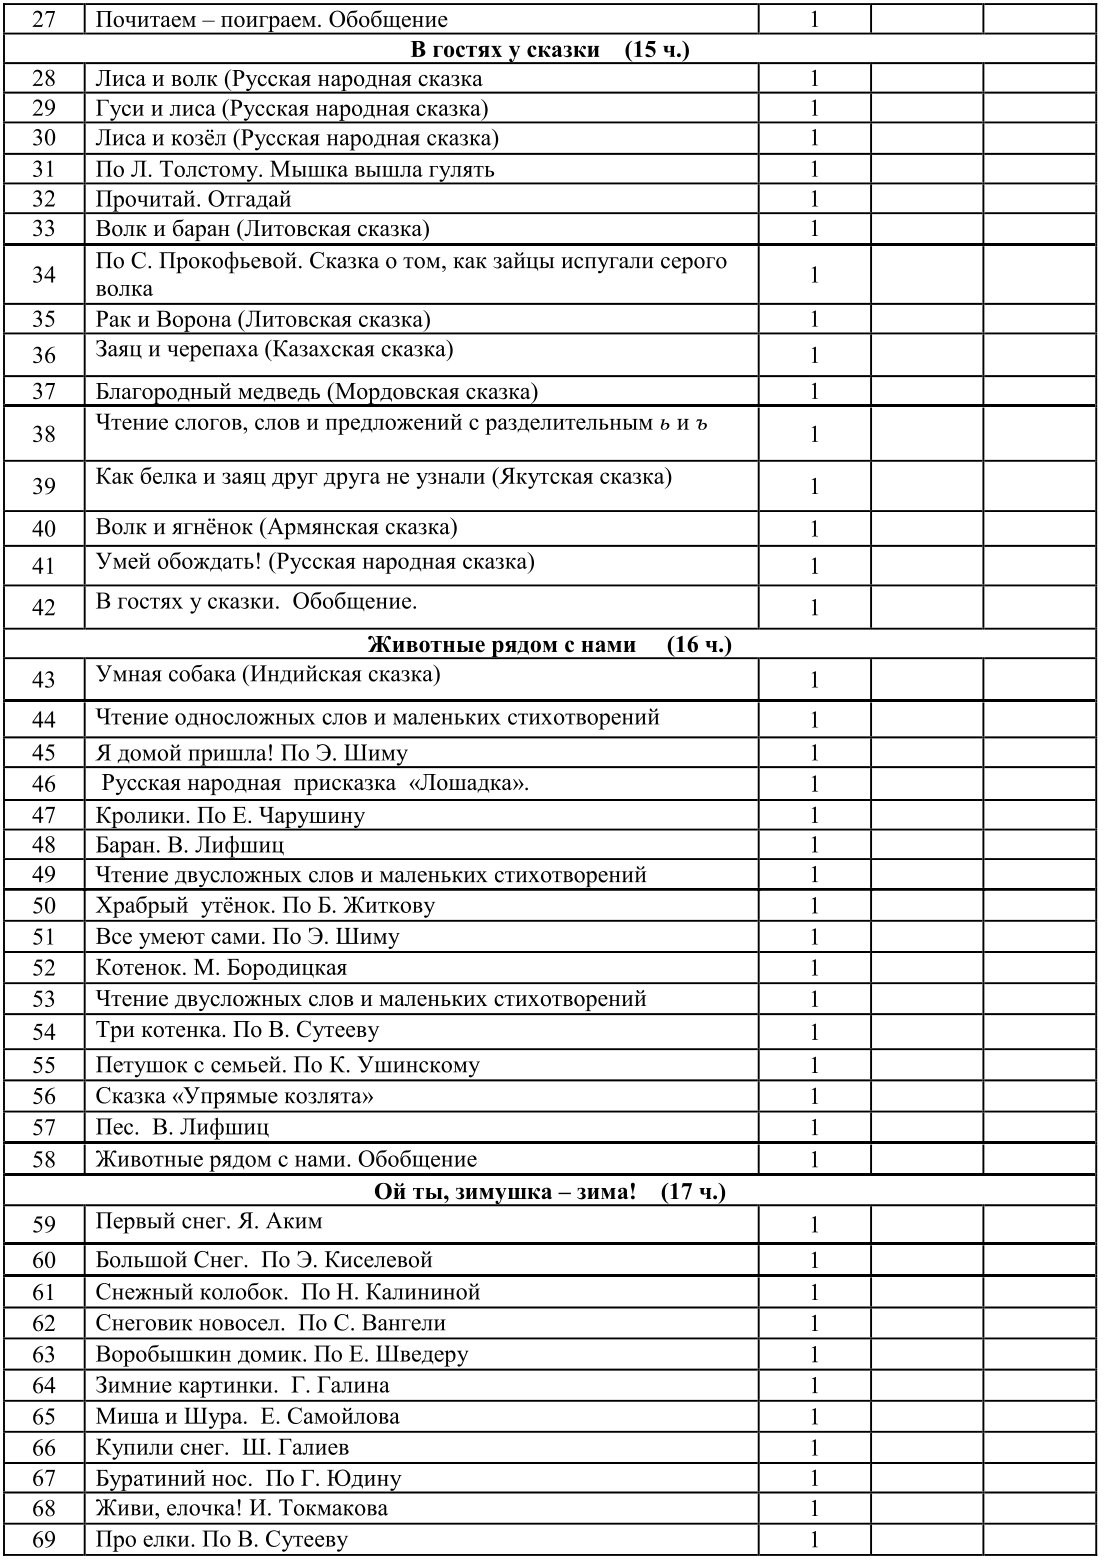 27 Почитаем – поиграем. Обобщение 1
В гостях у сказки (15 ч.)
28 Лиса и волк (Русская народная сказка 1
29 Гуси и лиса (Русская народная сказка) 1
30 Лиса и козёл (Русская народная сказка) 1
31 По Л. Толстому. Мышка вышла гулять 1
32 Прочитай. Отгадай 1
33 Волк и баран (Литовская сказка) 1
34 По С. Прокофьевой. Сказка о том, как зайцы испугали серого
волка 1
35 Рак и Ворона (Литовская сказка) 1
36 Заяц и черепаха (Казахская сказка) 1
37 Благородный медведь (Мордовская сказка) 1
38 Чтение слогов, слов и предложений с разделительным ь и ъ 1
39 Как белка и заяц друг друга не узнали (Якутская сказка) 1
40 Волк и ягнёнок (Армянская сказка) 1
41 Умей обождать! (Русская народная сказка) 1
42 В гостях у сказки. Обобщение. 1
Животные рядом с нами (16 ч.)
43 Умная собака (Индийская сказка) 1
44 Чтение односложных слов и маленьких стихотворений 1
45 Я домой пришла! По Э. Шиму 1
46 Русская народная присказка «Лошадка». 1
47 Кролики. По Е. Чарушину 1
48 Баран. В. Лифшиц 1
49 Чтение двусложных слов и маленьких стихотворений 1
50 Храбрый утёнок. По Б. Житкову 1
51 Все умеют сами. По Э. Шиму 1
52 Котенок. М. Бородицкая 1
53 Чтение двусложных слов и маленьких стихотворений 1
54 Три котенка. По В. Сутееву 1
55 Петушок с семьей. По К. Ушинскому 1
56 Сказка «Упрямые козлята» 1
57 Пес. В. Лифшиц 1
58 Животные рядом с нами. Обобщение 1
Ой ты, зимушка – зима! (17 ч.)
59 Первый снег. Я. Аким 1
60 Большой Снег. По Э. Киселевой 1
61 Снежный колобок. По Н. Калининой 1
62 Снеговик новосел. По С. Вангели 1
63 Воробышкин домик. По Е. Шведеру 1
64 Зимние картинки. Г. Галина 1
65 Миша и Шура. Е. Самойлова 1
66 Купили снег. Ш. Галиев 1
67 Буратиний нос. По Г. Юдину 1
68 Живи, елочка! И. Токмакова 1
69 Про елки. По В. Сутееву 1